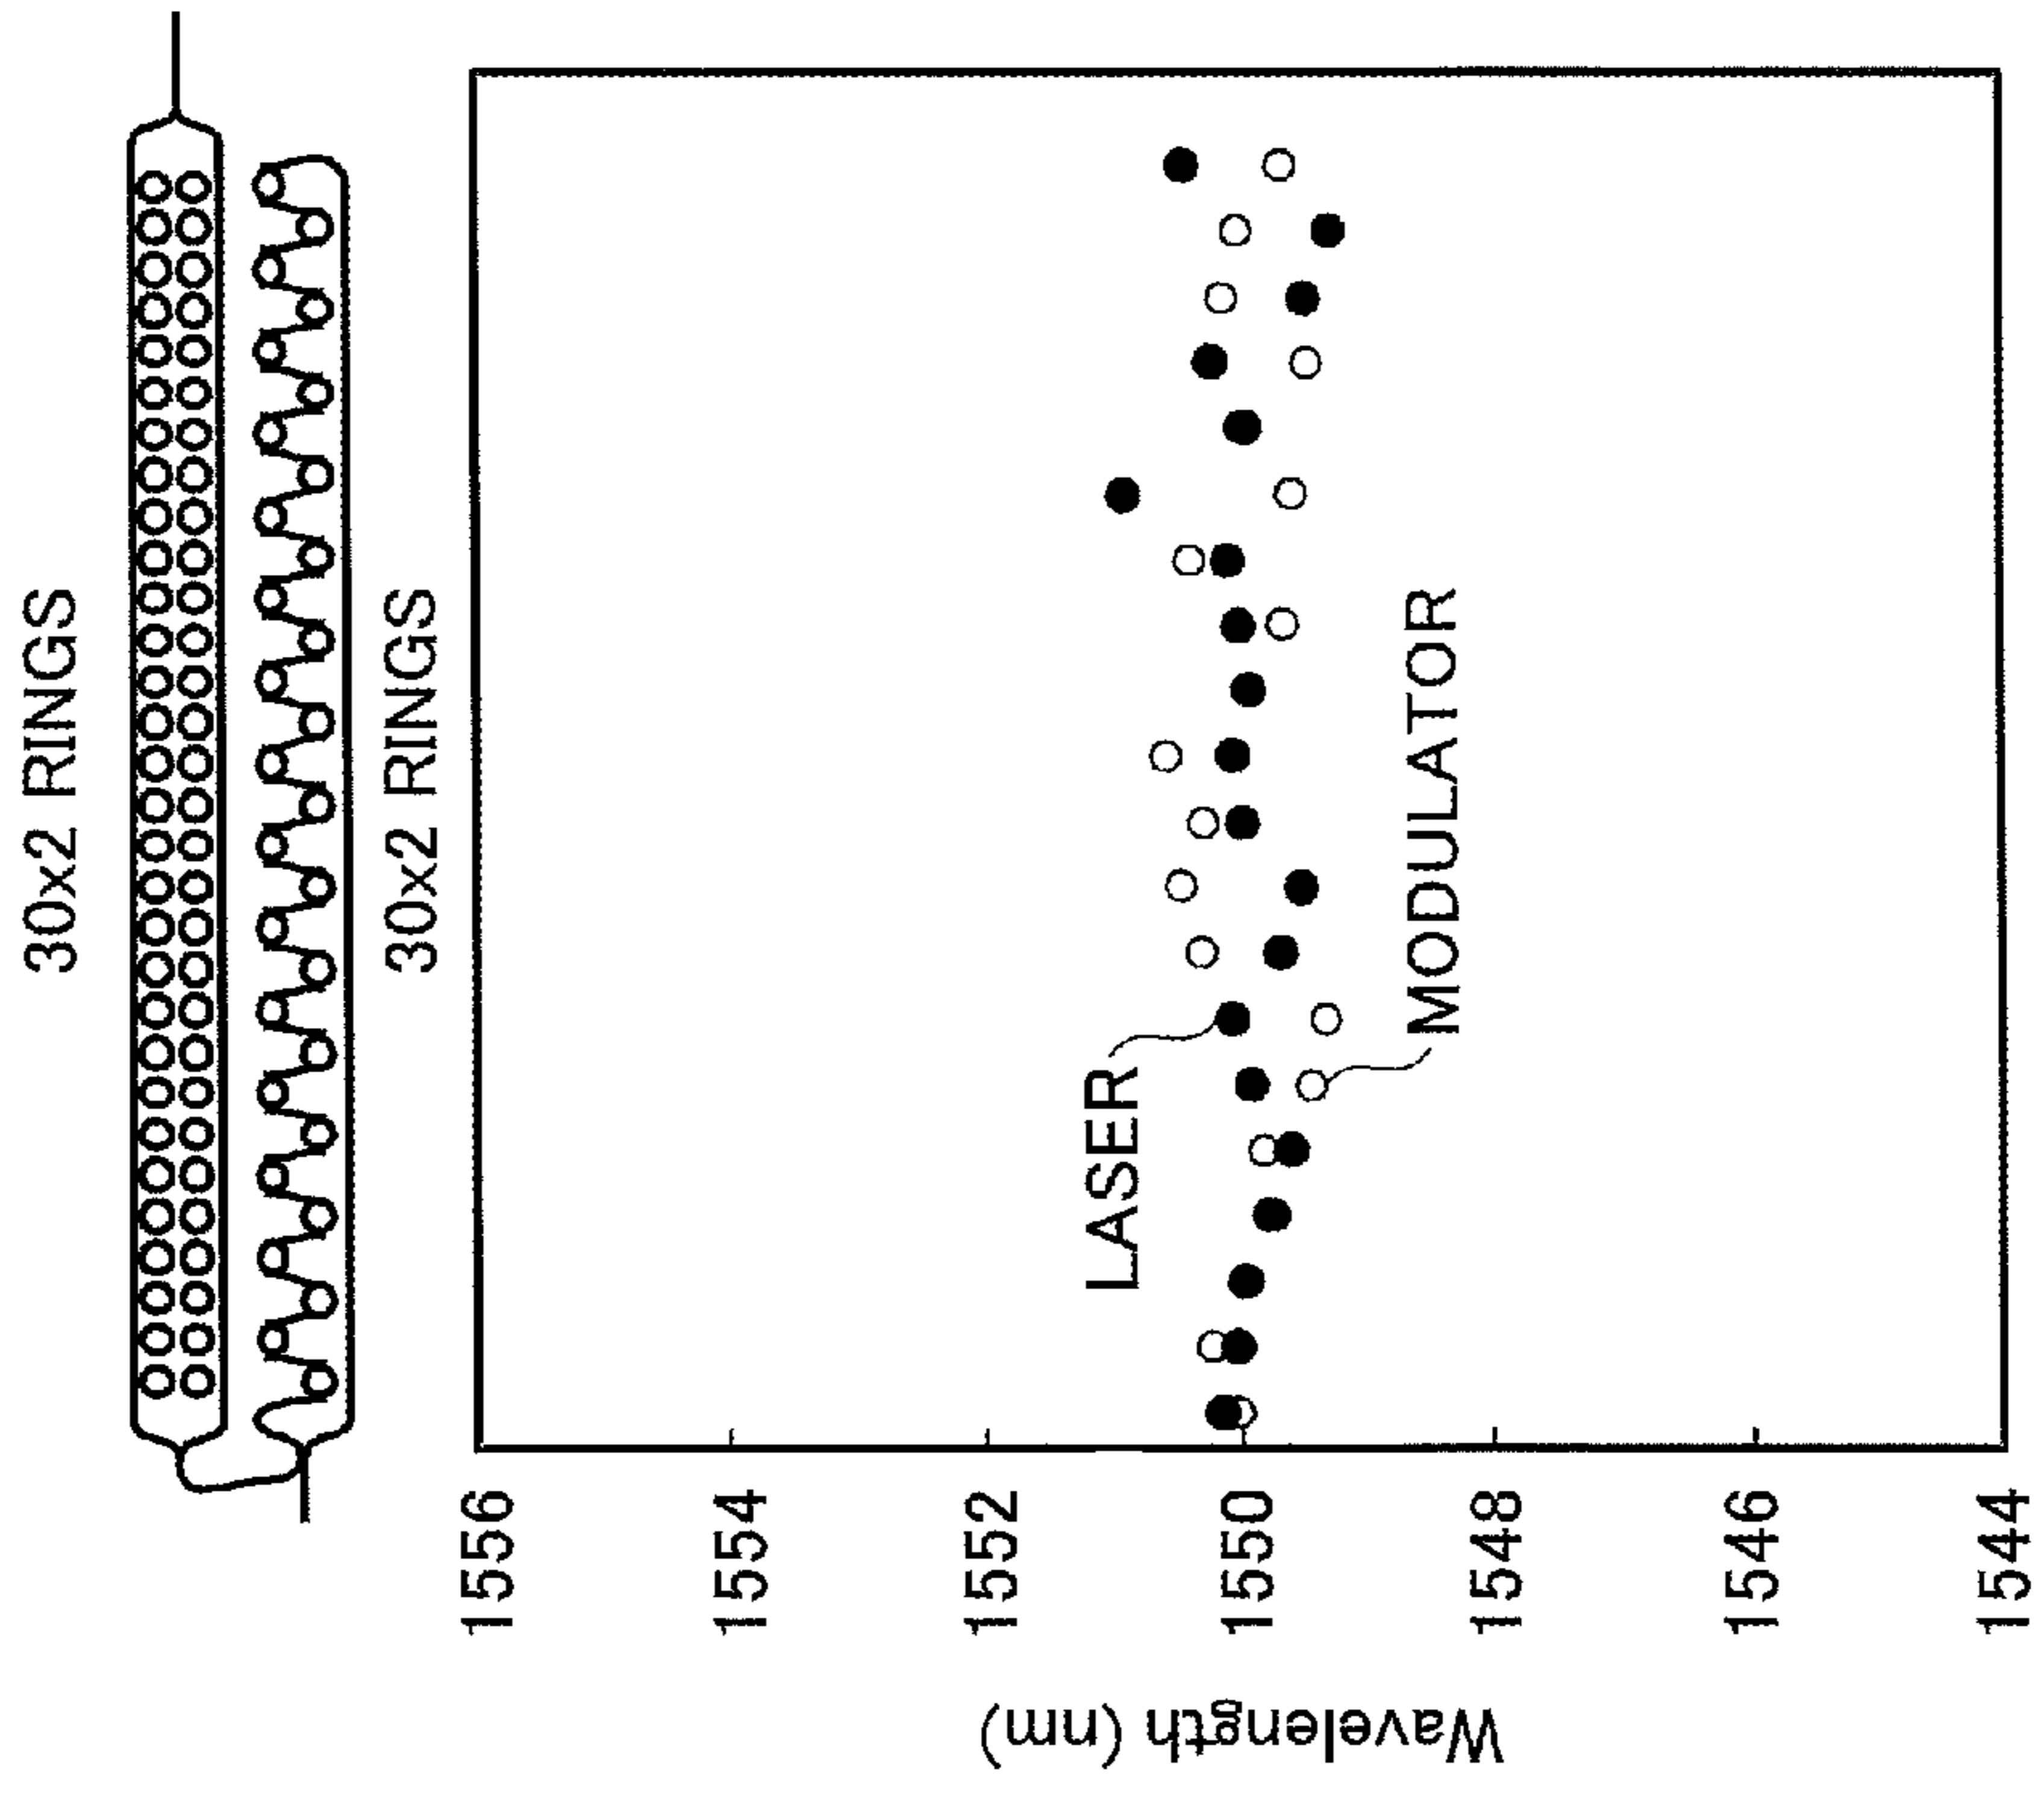 30x2 RINGS
30x2 RINGS
LASER
MODULATOR
1556
1554
1552
1550
1548
1546
1544
Wavelength (nm)